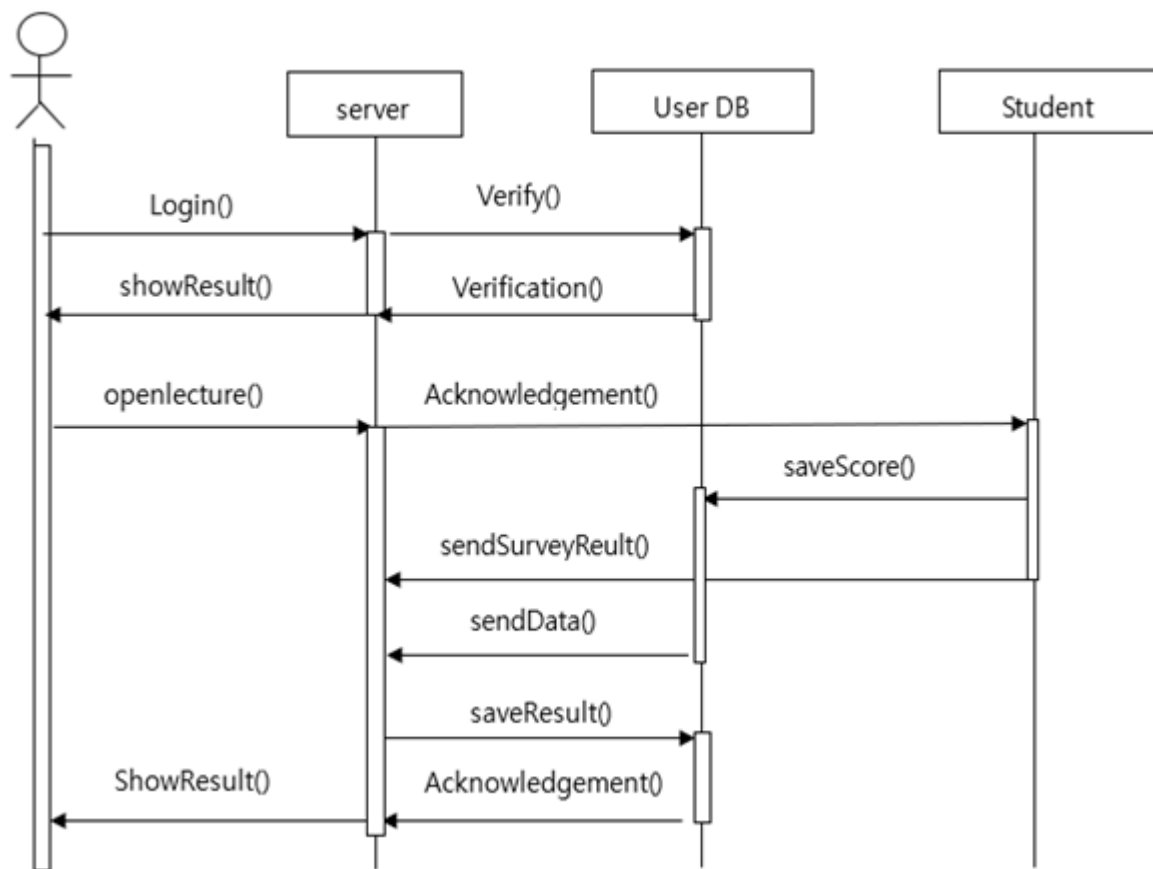 server
User DB
Student
Login()
Verify()
showResult()
Verification()
openlecture()
Acknowledgement()
saveScore()
sendSurveyReult()
sendData()
saveResult()
ShowResult()
Acknowledgement()